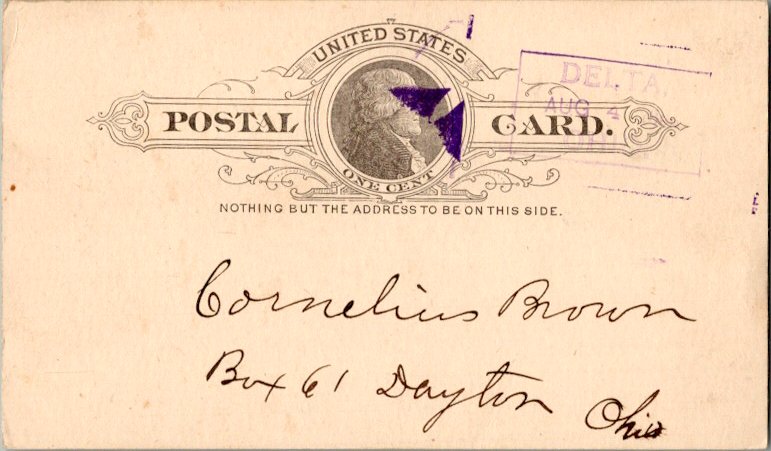 UNITED STATES
POSTAL CARD.
ONE CENT
DELTA,
AUG 4
NOTHING BUT THE ADDRESS TO BE ON THIS SIDE.
Cornelius Brown
Box 61 Dayton Ohio